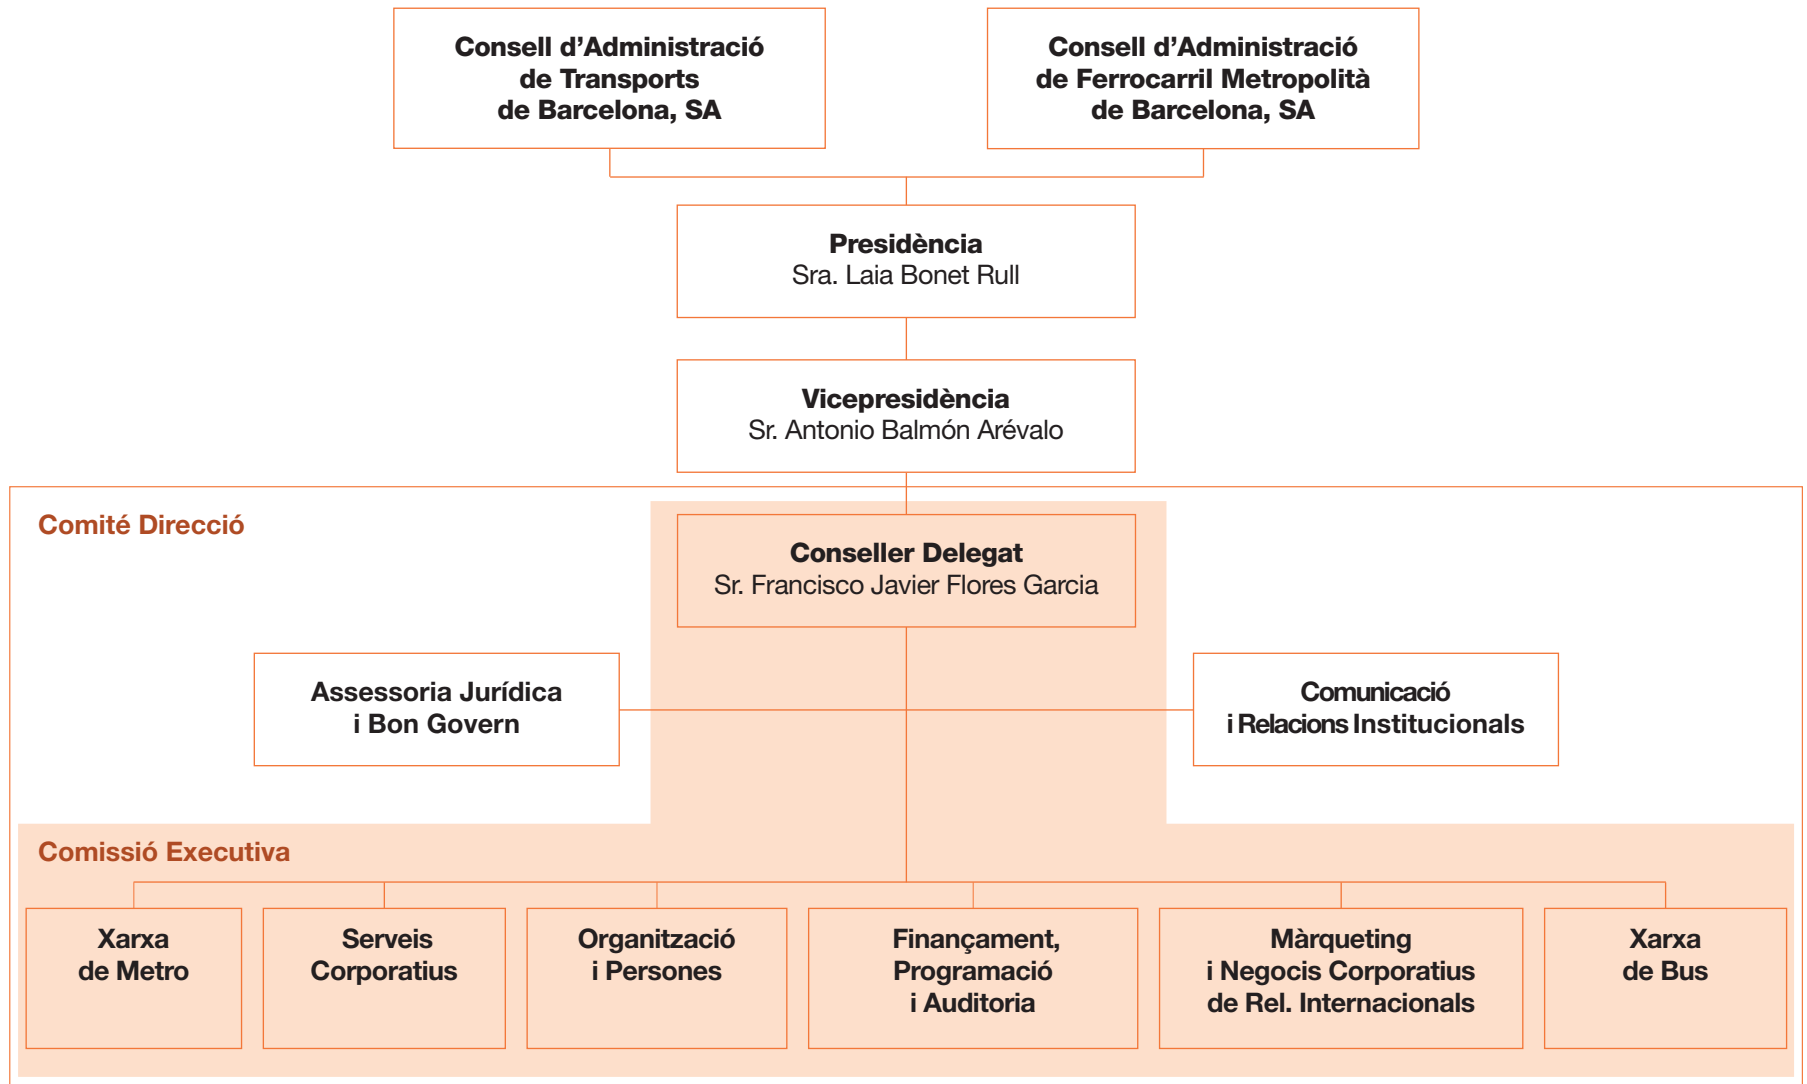 Consell d’Administració
de Transports
de Barcelona, SA
Consell d’Administració
de Ferrocarril Metropolità
de Barcelona, SA
Presidència
Sra. Laia Bonet Rull
Vicepresidència
Sr. Antonio Balmón Arévalo
Comité Direcció
Conseller Delegat
Sr. Francisco Javier Flores Garcia
Assessoria Jurídica
i Bon Govern
Comunicació
i Relacions Institucionals
Comissió Executiva
Xarxa
de Metro
Serveis
Corporatius
Organització
i Persones
Finançament,
Programació
i Auditoria
Màrqueting
i Negocis Corporatius
de Rel. Internacionals
Xarxa
de Bus